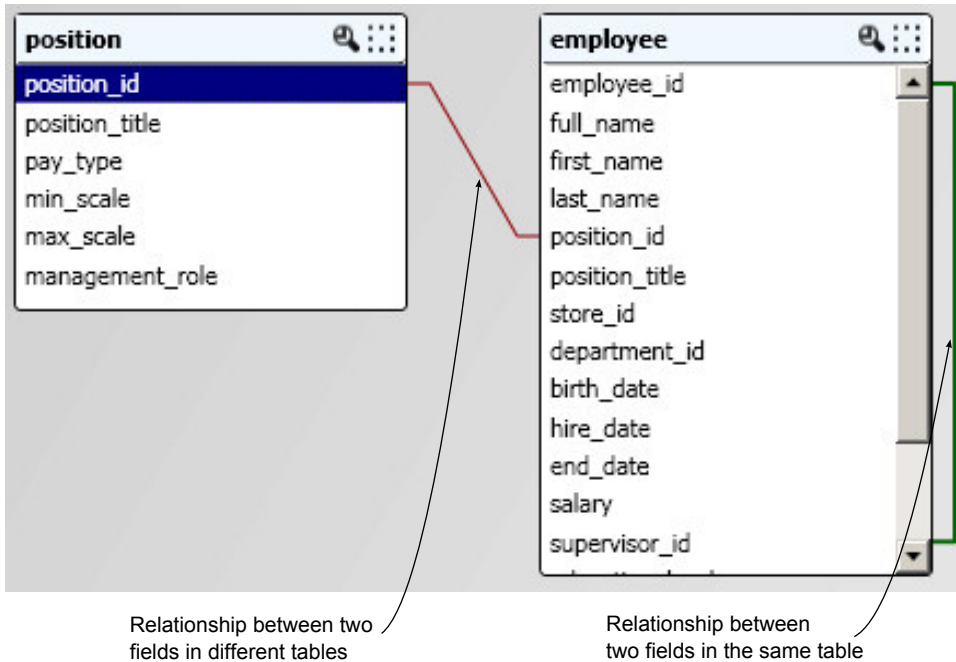 position
position_id
position_title
pay_type
min_scale
max_scale
management_role
employee
employee_id
full_name
first_name
last_name
position_id
position_title
store_id
department_id
birth_date
hire_date
end_date
salary
supervisor_id
Relationship between two
fields in different tables
Relationship between
two fields in the same table